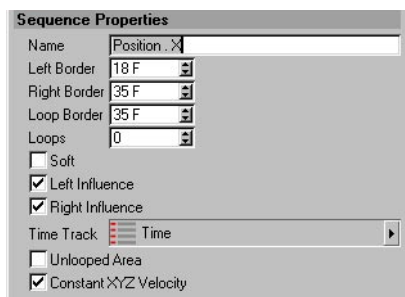 Sequence Properties
Name Position . X
Left Border 18 F
Right Border 35 F
Loop Border 35 F
Loops 0
Soft
Left Influence
Right Influence
Time Track Time
Unlooped Area
Constant XYZ Velocity